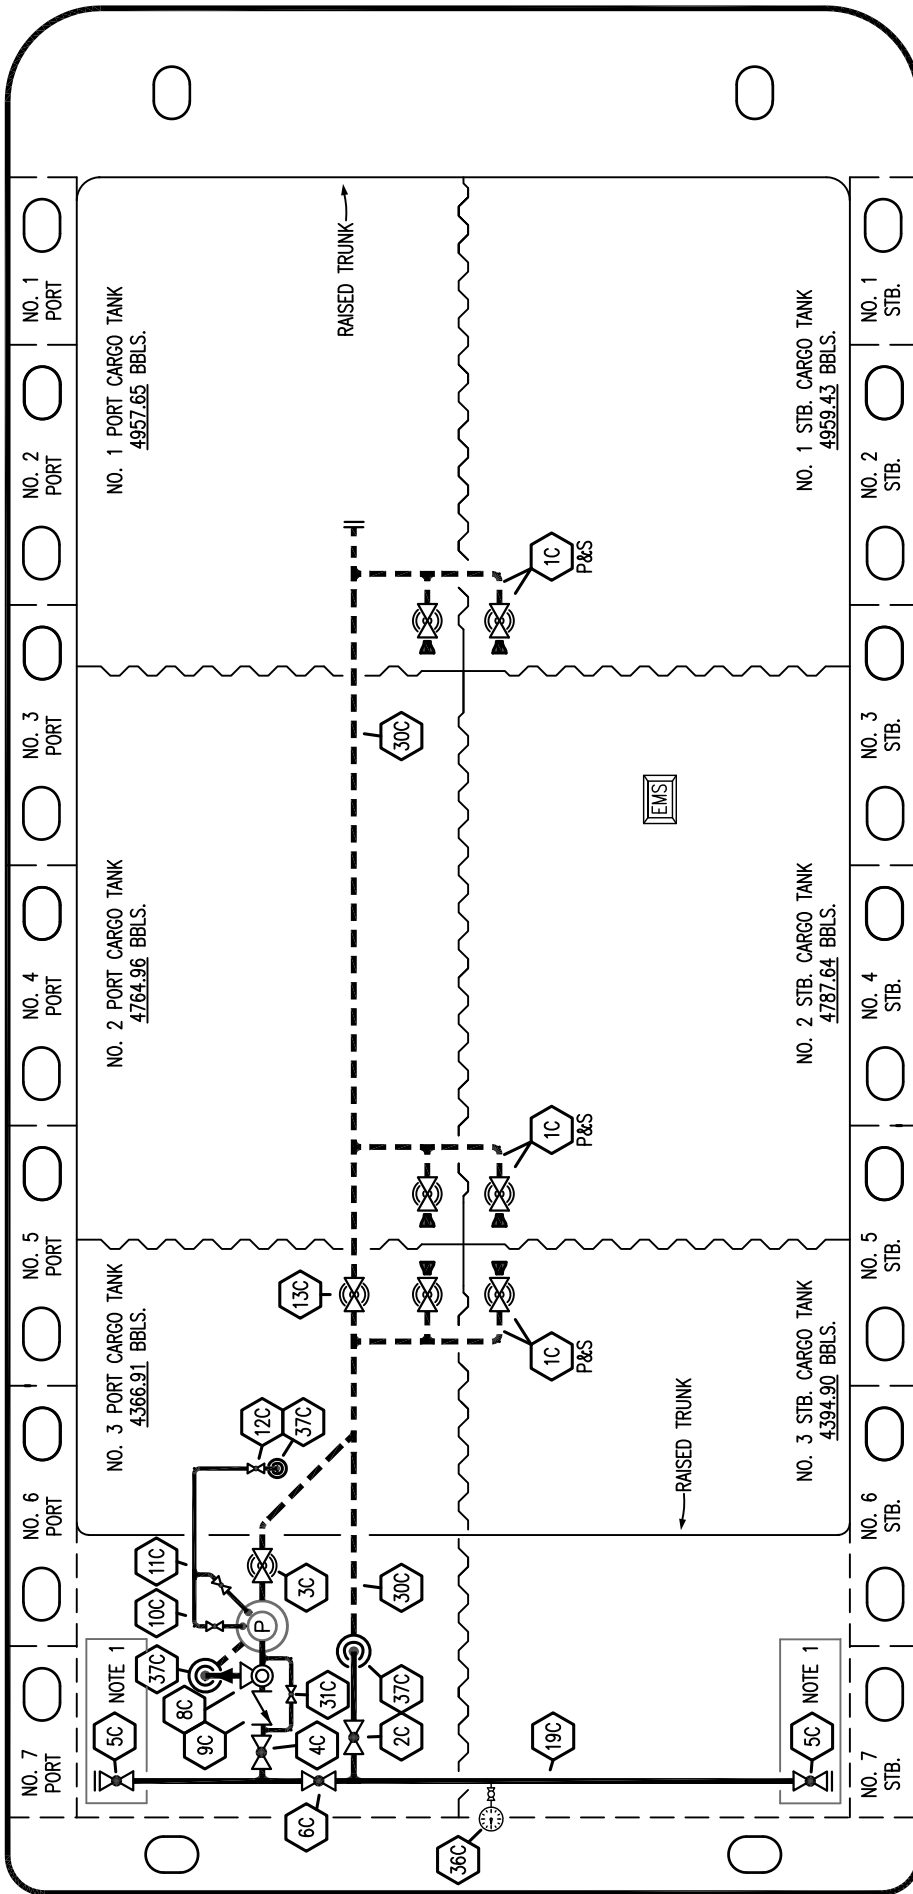 NO. 1
PORT
NO. 2
PORT
NO. 3
PORT
NO. 4
PORT
NO. 5
PORT
NO. 6
PORT
NO. 7
PORT
NO. 1 PORT CARGO TANK
4957.65 BBLS.
RAISED TRUNK
NO. 1 STB. CARGO TANK
4959.43 BBLS.
1C
P&S
30C
NO. 2 PORT CARGO TANK
4764.96 BBLS.
EMS
NO. 2 STB. CARGO TANK
4787.64 BBLS.
1C
P&S
NO. 3 PORT CARGO TANK
4366.91 BBLS.
13C
1C
P&S
NO. 3 STB. CARGO TANK
4394.90 BBLS.
RAISED TRUNK
12C
37C
11C
10C
3C
30C
P
37C
8C
9C
31C
4C
37C
2C
NOTE 1
5C
6C
36C
19C
NOTE 1
5C
NO. 1
STB.
NO. 2
STB.
NO. 3
STB.
NO. 4
STB.
NO. 5
STB.
NO. 6
STB.
NO. 7
STB.